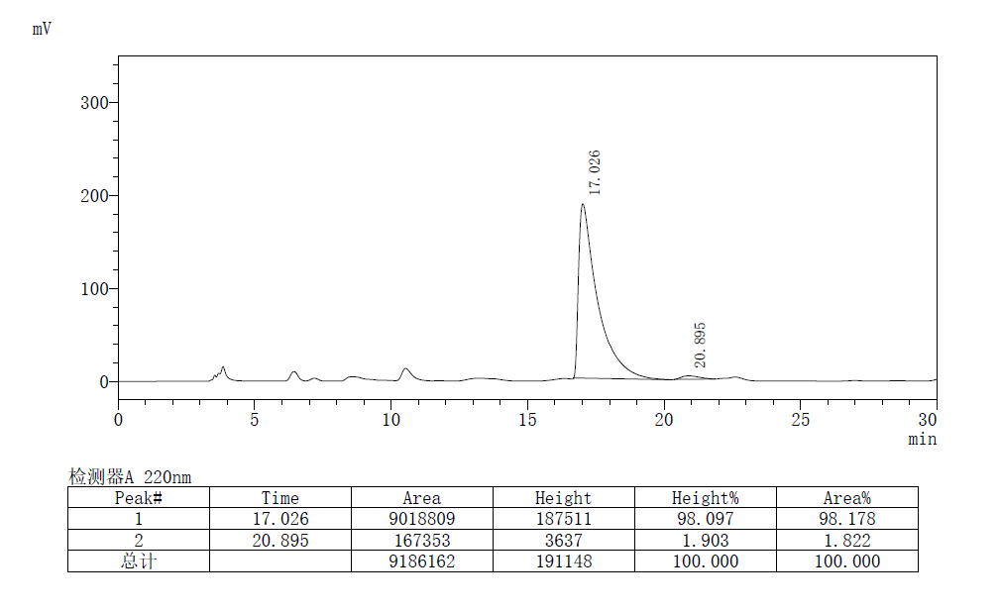 mV
300
200
100
0
17.026
20.895
0 5 10 15 20 25 30
min
检测器A 220nm
Peak# Time Area Height Height% Area%
1 17.026 9018809 187511 98.097 98.178
2 20.895 167353 3637 1.903 1.822
总计 9186162 191148 100.000 100.000